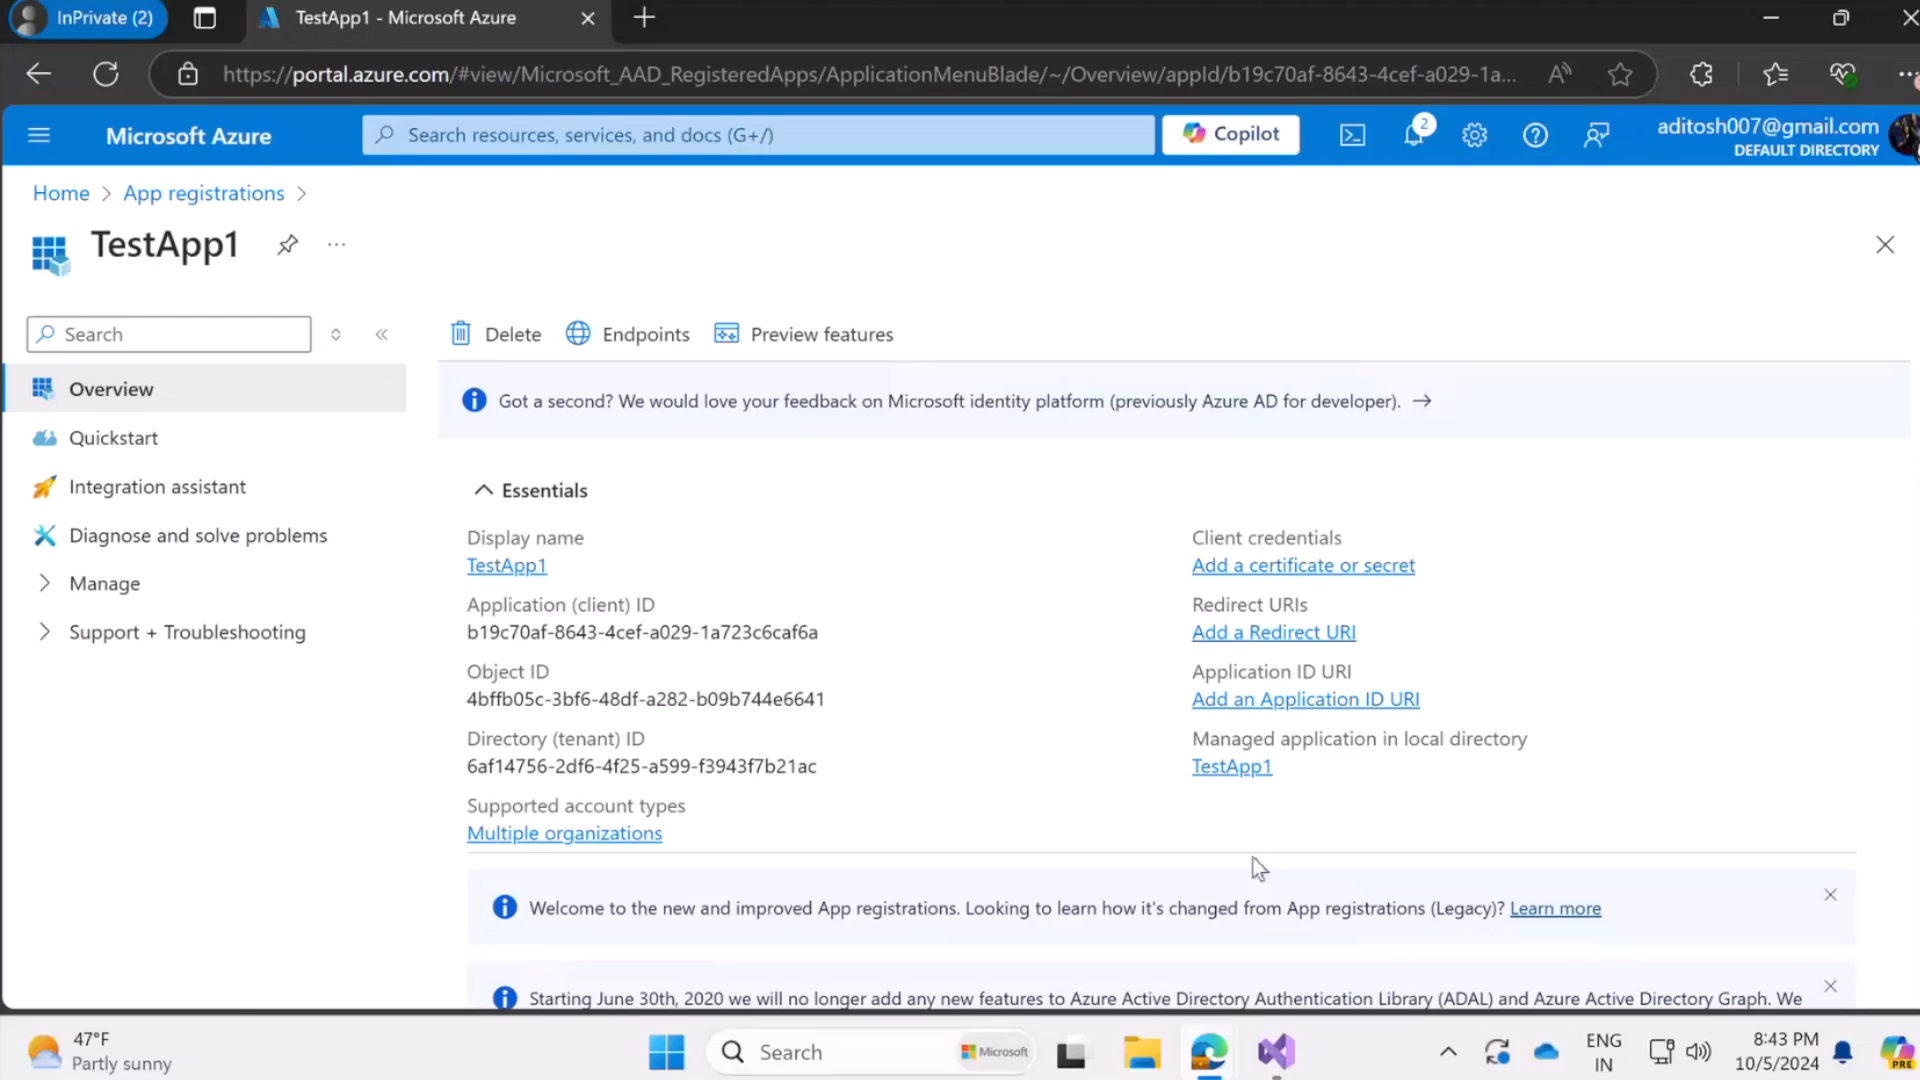 InPrivate (2)
TestApp1 - Microsoft Azure
https://portal.azure.com/#view/Microsoft_AAD_RegisteredApps/ApplicationMenuBlade/~/Overview/appId/b19c70af-8643-4cef-a029-1a...
Microsoft Azure
Search resources, services, and docs (G+/)
Copilot
2
aditosh007@gmail.com
DEFAULT DIRECTORY
Home > App registrations >
TestApp1
Search
Delete
Endpoints
Preview features
Overview
Quickstart
Integration assistant
Diagnose and solve problems
Manage
Support + Troubleshooting
Got a second? We would love your feedback on Microsoft identity platform (previously Azure AD for developer). →
Essentials
Display name
TestApp1
Application (client) ID
b19c70af-8643-4cef-a029-1a723c6caf6a
Object ID
4bffb05c-3bf6-48df-a282-b09b744e6641
Directory (tenant) ID
6af14756-2df6-4f25-a599-f3943f7b21ac
Supported account types
Multiple organizations
Client credentials
Add a certificate or secret
Redirect URIs
Add a Redirect URI
Application ID URI
Add an Application ID URI
Managed application in local directory
TestApp1
Welcome to the new and improved App registrations. Looking to learn how it's changed from App registrations (Legacy)? Learn more
Starting June 30th, 2020 we will no longer add any new features to Azure Active Directory Authentication Library (ADAL) and Azure Active Directory Graph. We
47°F
Partly sunny
Search
Microsoft
ENG
IN
8:43 PM
10/5/2024
PRE